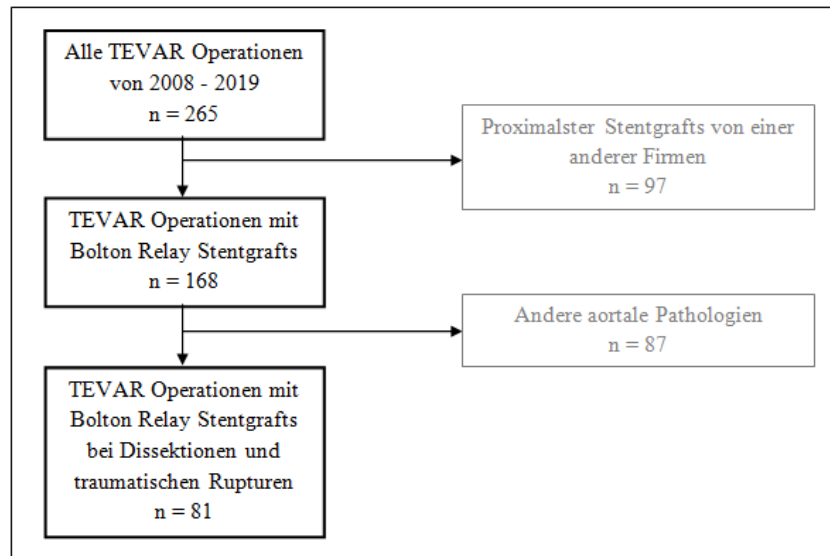 Alle TEVAR Operationen
von 2008 - 2019
n = 265
Proximalster Stentgrafts von einer
anderer Firmen
n = 97
TEVAR Operationen mit
Bolton Relay Stentgrafts
n = 168
Andere aortale Pathologien
n = 87
TEVAR Operationen mit
Bolton Relay Stentgrafts
bei Dissektionen und
traumatischen Rupturen
n = 81